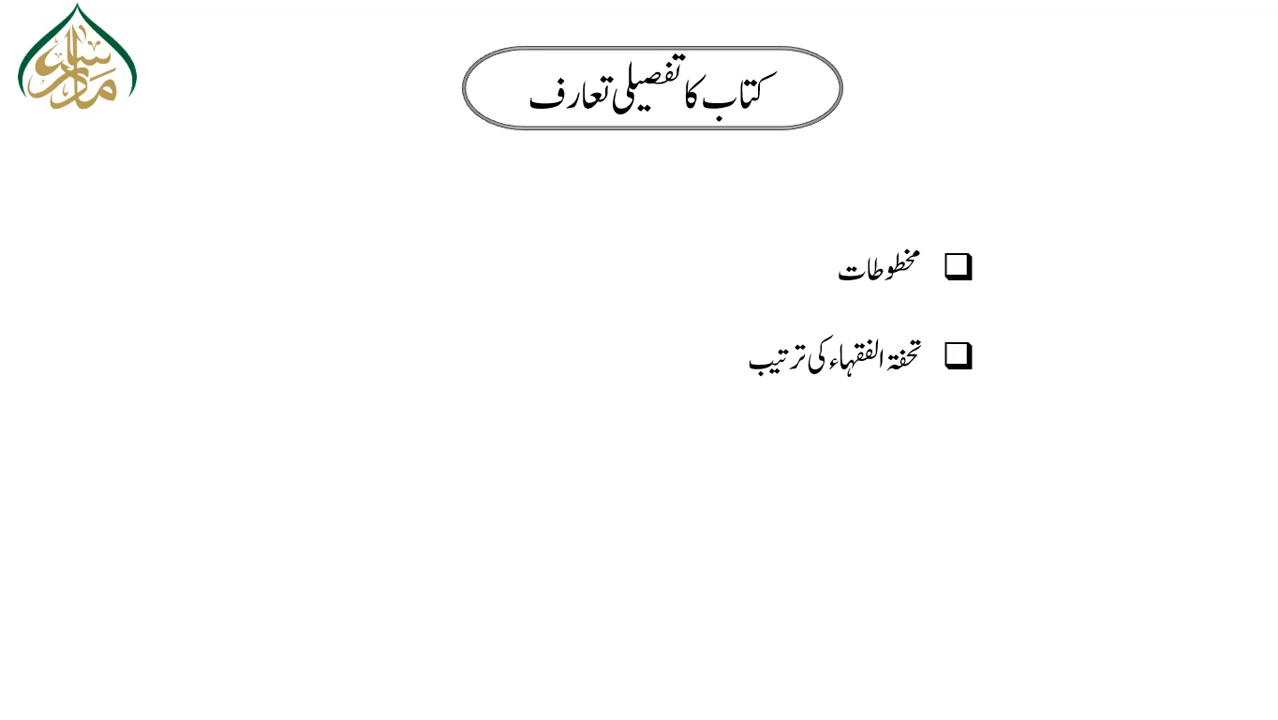 کتاب کا تفصیلی تعارف
مخطوطات
تحفۃ الفقہاء کی ترتیب